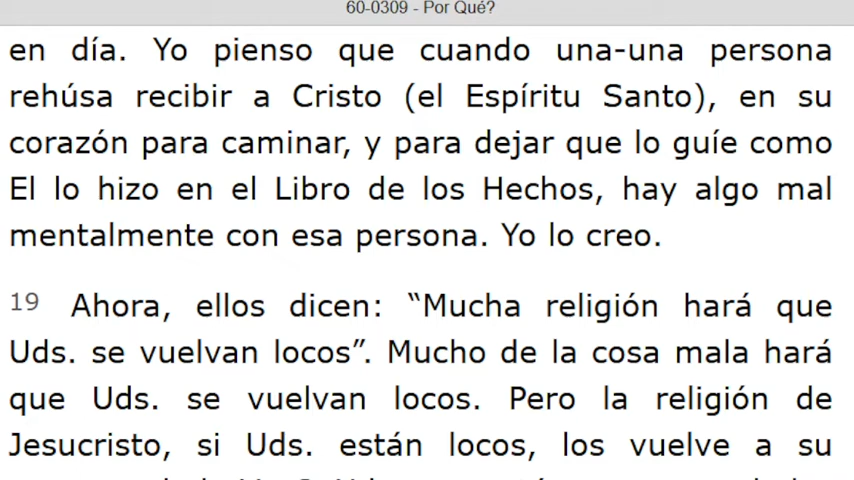 60-0309 - Por Qué?
en día. Yo pienso que cuando una-una persona
rehúsa recibir a Cristo (el Espíritu Santo), en su
corazón para caminar, y para dejar que lo guíe como
El lo hizo en el Libro de los Hechos, hay algo mal
mentalmente con esa persona. Yo lo creo.
19 Ahora, ellos dicen: “Mucha religión hará que
Uds. se vuelvan locos”. Mucho de la cosa mala hará
que Uds. se vuelvan locos. Pero la religión de
Jesucristo, si Uds. están locos, los vuelve a su